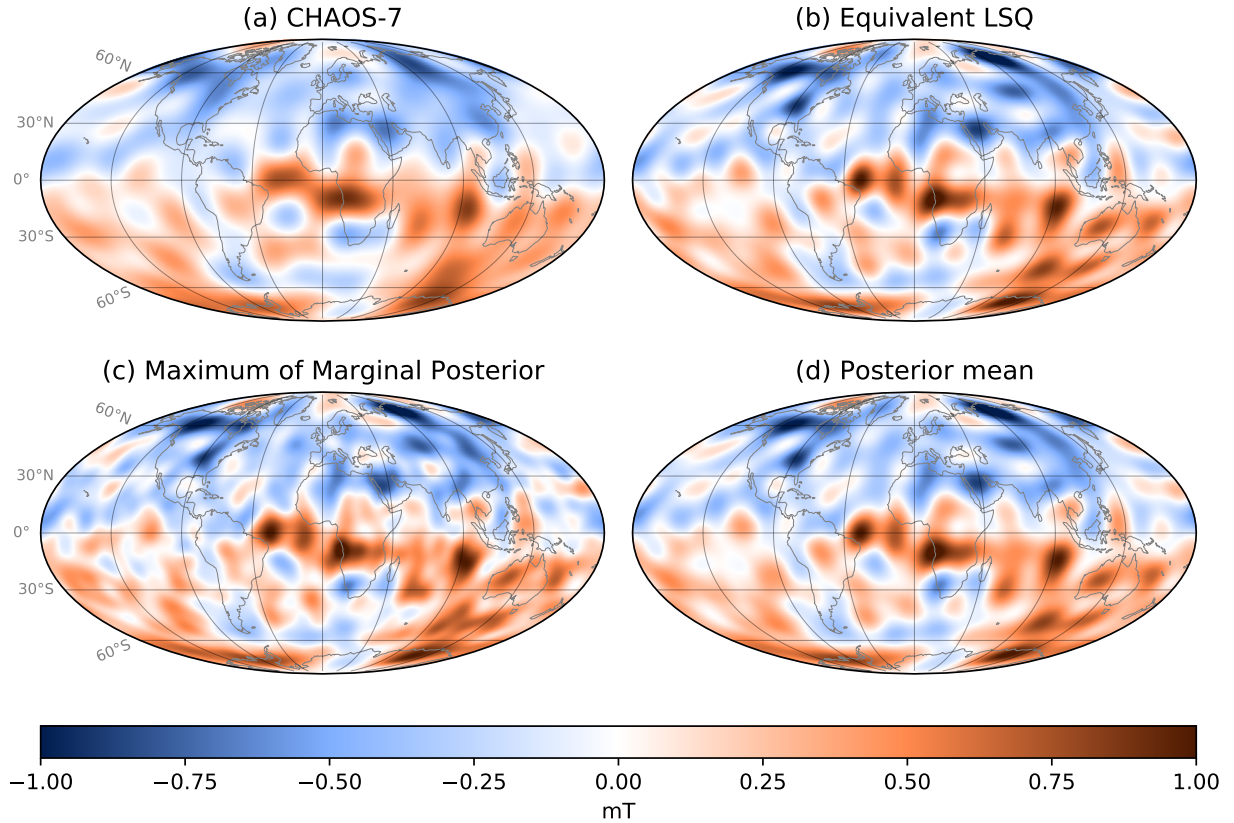 (a) CHAOS-7
(b) Equivalent LSQ
60°N
30°N
0°
30°S
60°S
(c) Maximum of Marginal Posterior
(d) Posterior mean
60°N
30°N
0°
30°S
60°S
−1.00 −0.75 −0.50 −0.25 0.00 0.25 0.50 0.75 1.00
mT